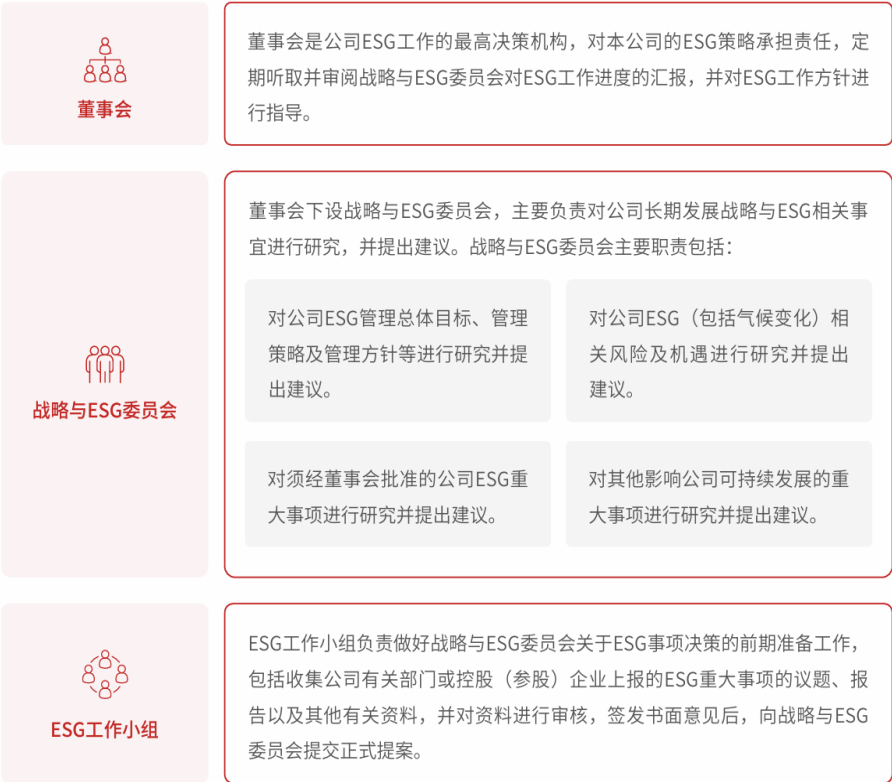 董事会
董事会是公司ESG工作的最高决策机构，对本公司的ESG策略承担责任，定
期听取并审阅战略与ESG委员会对ESG工作进度的汇报，并对ESG工作方针进
行指导。
战略与ESG委员会
董事会下设战略与ESG委员会，主要负责对公司长期发展战略与ESG相关事
宜进行研究，并提出建议。战略与ESG委员会主要职责包括：
对公司ESG管理总体目标、管理
策略及管理方针等进行研究并提
出建议。
对公司ESG（包括气候变化）相
关风险及机遇进行研究并提出
建议。
对须经董事会批准的公司ESG重
大事项进行研究并提出建议。
对其他影响公司可持续发展的重
大事项进行研究并提出建议。
ESG工作小组
ESG工作小组负责做好战略与ESG委员会关于ESG事项决策的前期准备工作，
包括收集公司有关部门或控股（参股）企业上报的ESG重大事项的议题、报
告以及其他有关资料，并对资料进行审核，签发书面意见后，向战略与ESG
委员会提交正式提案。